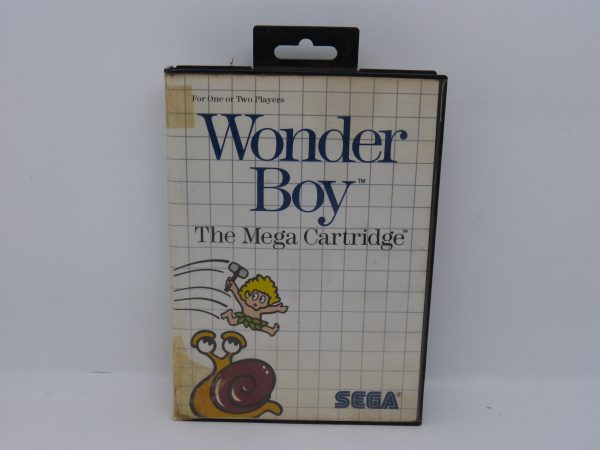 For One or Two Players
Wonder
Boy™
The Mega Cartridge™
SEGA®